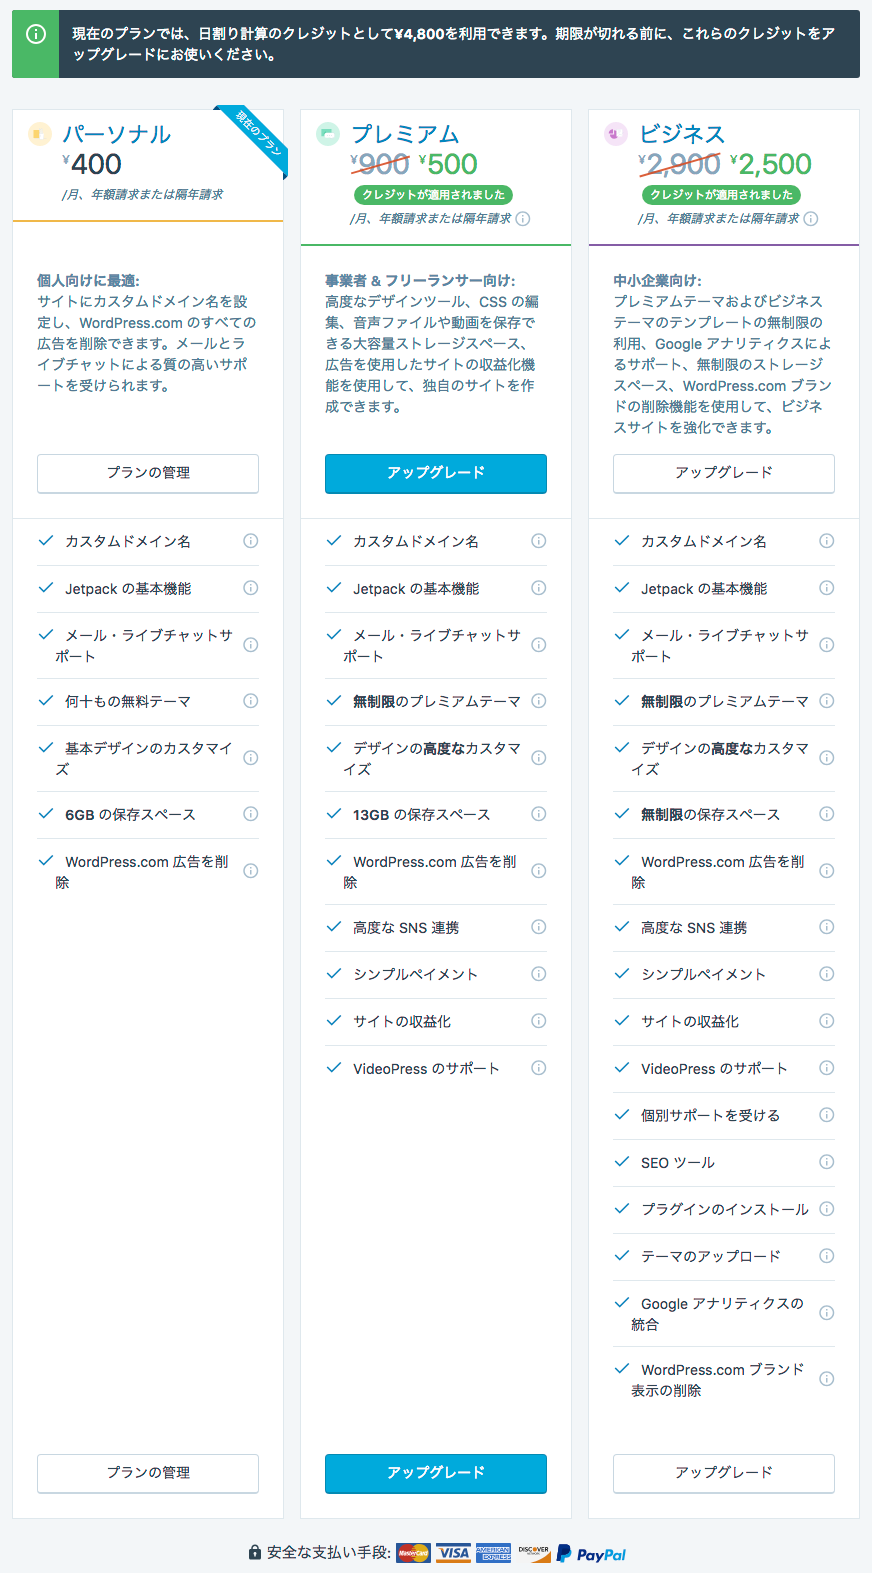 現在のプランでは、日割り計算のクレジットとして¥4,800を利用できます。期限が切れる前に、これらのクレジットをア
ップグレードにお使いください。
現在のプラン
パーソナル
¥400
/月、年額請求または隔年請求
個人向けに最適:
サイトにカスタムドメイン名を設
定し、WordPress.com のすべての
広告を削除できます。メールとラ
イブチャットによる質の高いサポ
ートを受けられます。
プランの管理
カスタムドメイン名
Jetpack の基本機能
メール・ライブチャットサ
ポート
何十もの無料テーマ
基本デザインのカスタマイ
ズ
6GB の保存スペース
WordPress.com 広告を削
除
プランの管理
プレミアム
¥900 ¥500
クレジットが適用されました
/月、年額請求または隔年請求
事業者 & フリーランサー向け:
高度なデザインツール、CSS の編
集、音声ファイルや動画を保存で
きる大容量ストレージスペース、
広告を使用したサイトの収益化機
能を使用して、独自のサイトを作
成できます。
アップグレード
カスタムドメイン名
Jetpack の基本機能
メール・ライブチャットサ
ポート
無制限のプレミアムテーマ
デザインの高度なカスタマ
イズ
13GB の保存スペース
WordPress.com 広告を削
除
高度な SNS 連携
シンプルペイメント
サイトの収益化
VideoPress のサポート
アップグレード
ビジネス
¥2,900 ¥2,500
クレジットが適用されました
/月、年額請求または隔年請求
中小企業向け:
プレミアムテーマおよびビジネス
テーマのテンプレートの無制限の
利用、Google アナリティクスによ
るサポート、無制限のストレージ
スペース、WordPress.com ブラン
ドの削除機能を使用して、ビジネ
スサイトを強化できます。
アップグレード
カスタムドメイン名
Jetpack の基本機能
メール・ライブチャットサ
ポート
無制限のプレミアムテーマ
デザインの高度なカスタマ
イズ
無制限の保存スペース
WordPress.com 広告を削
除
高度な SNS 連携
シンプルペイメント
サイトの収益化
VideoPress のサポート
個別サポートを受ける
SEO ツール
プラグインのインストール
テーマのアップロード
Google アナリティクスの
統合
WordPress.com ブランド
表示の削除
アップグレード
安全な支払い手段: MasterCard VISA AMERICAN EXPRESS DISCOVER PayPal